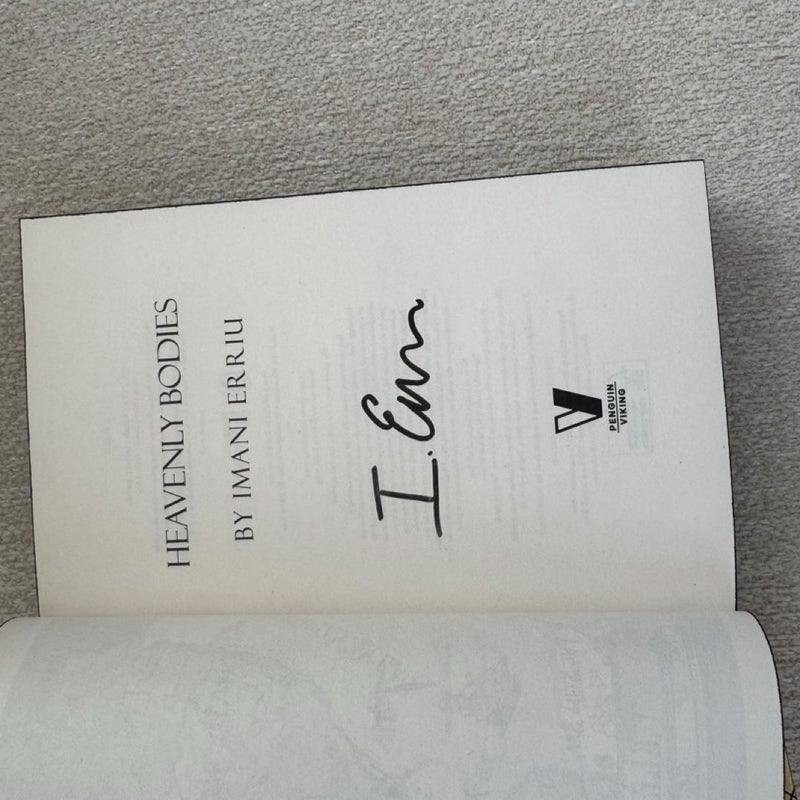 HEAVENLY BODIES
BY IMANI ERRIU
I. Err
PENGUIN
VIKING